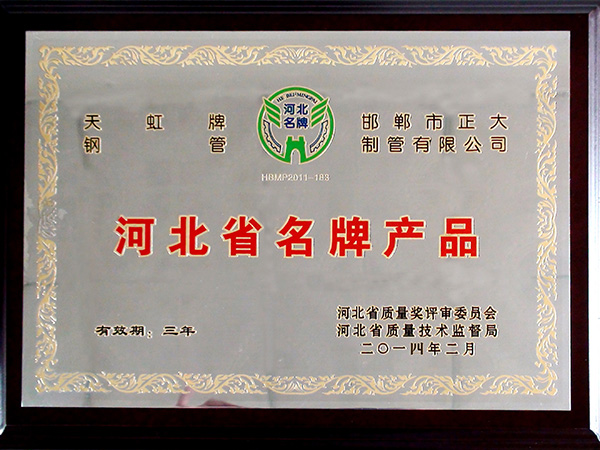 天虹牌
钢管
HE BEI MINGPAI
河北
名牌
HBMP2011-183
邯郸市正大
制管有限公司
河北省名牌产品
有效期：三年
河北省质量奖评审委员会
河北省质量技术监督局
二〇一四年二月